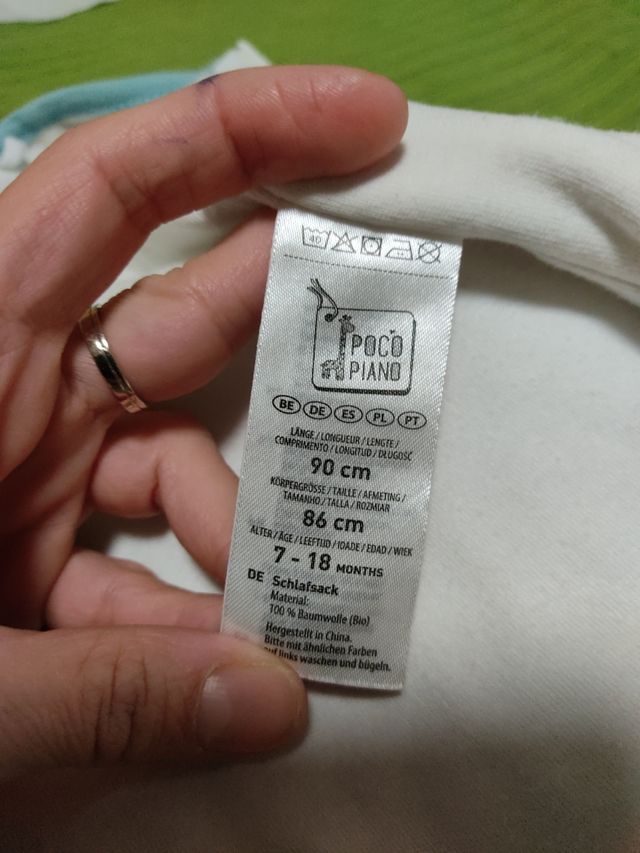 40
POCO
PIANO
BE DE ES PL PT
LÄNGE / LONGUEUR / LENGTE /
COMPRIMENTO / LONGITUD / DŁUGOŚĆ
90 cm
KÖRPERGRÖSSE / TAILLE / AFMETING /
TAMANHO / TALLA / ROZMIAR
86 cm
ALTER / ÂGE / LEEFTIJD / IDADE / EDAD / WIEK
7 - 18 MONTHS
DE Schlafsack
Material:
100 % Baumwolle (Bio)
Hergestellt in China.
Bitte mit ähnlichen Farben
auf links waschen und bügeln.